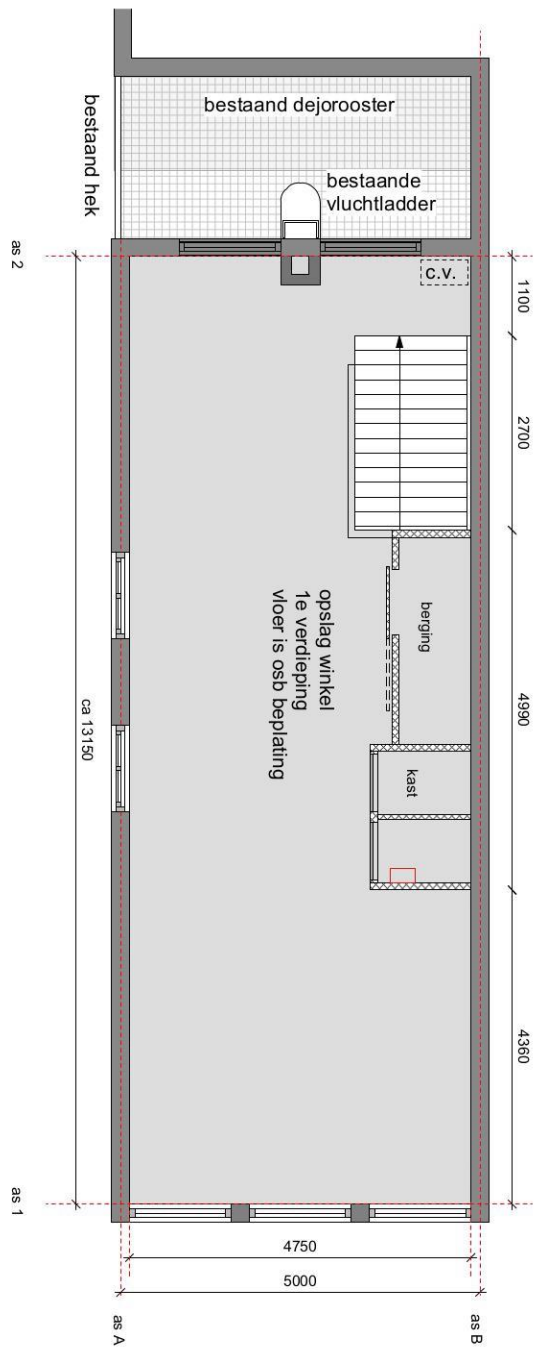 bestaand dejorooster
bestaande
vluchtladder
bestaand hek
as 2
c.v.
1100
2700
4990
4360
opslag winkel
1e verdieping
vloer is osb beplating
berging
kast
ca 13150
as 1
4750
5000
as A
as B